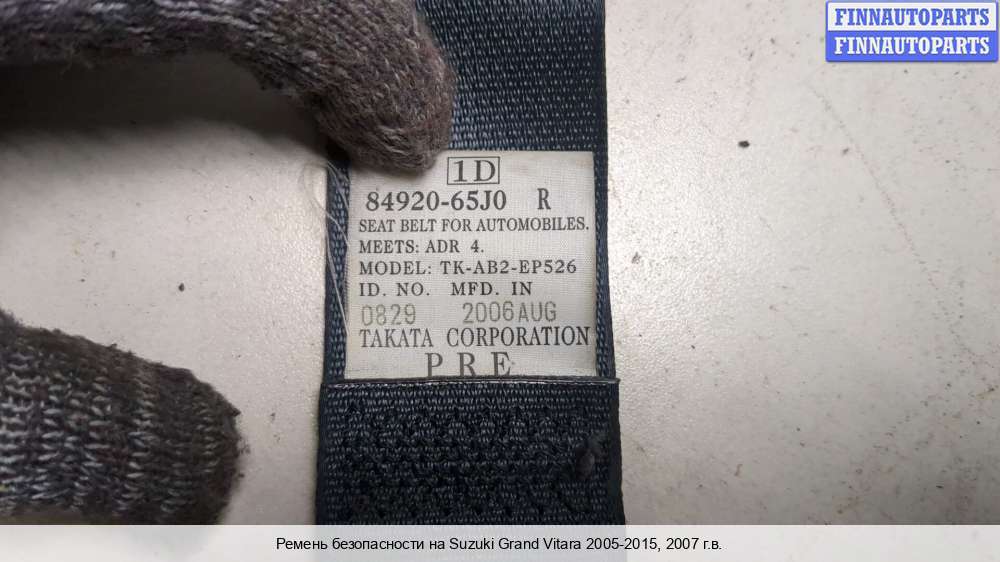 FINNAUTOPARTS
FINNAUTOPARTS
1D
84920-65J0 R
SEAT BELT FOR AUTOMOBILES.
MEETS: ADR 4.
MODEL: TK-AB2-EP526
ID. NO. MFD. IN
0829 2006AUG
TAKATA CORPORATION
PRE
Ремень безопасности на Suzuki Grand Vitara 2005-2015, 2007 г.в.